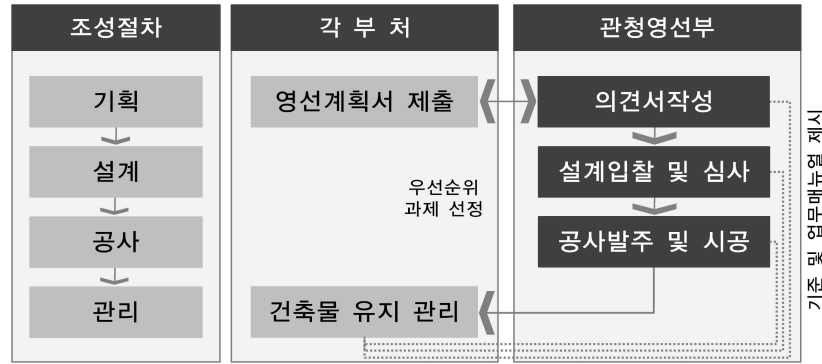 조성절차
각 부 처
관청영선부
기획
영선계획서 제출
의견서작성
설계
설계입찰 및 심사
우선순위
과제 선정
공사
공사발주 및 시공
관리
건축물 유지 관리
기준 및 업무매뉴얼 제시